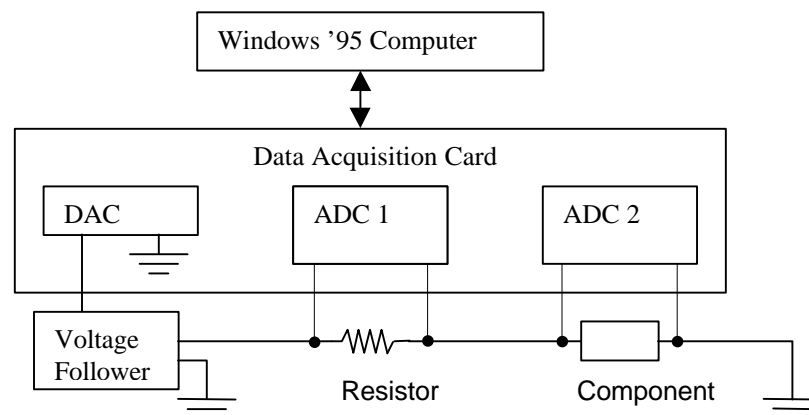 Windows ’95 Computer
Data Acquisition Card
DAC
ADC 1
ADC 2
Voltage
Follower
Resistor
Component